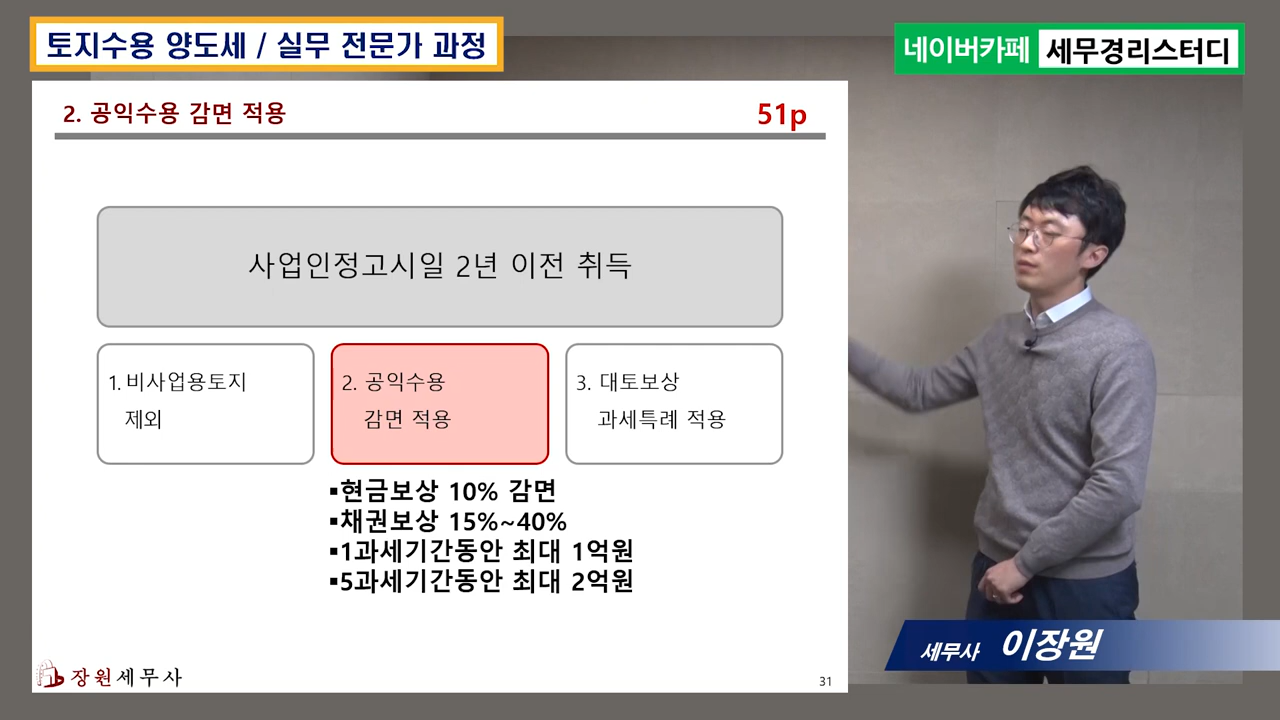 토지수용 양도세 / 실무 전문가 과정
네이버카페 세무경리스터디
2. 공익수용 감면 적용
51p
사업인정고시일 2년 이전 취득
1. 비사업용토지
제외
2. 공익수용
감면 적용
3. 대토보상
과세특례 적용
▪현금보상 10% 감면
▪채권보상 15%~40%
▪1과세기간동안 최대 1억원
▪5과세기간동안 최대 2억원
세무사 이장원
장원세무사
31